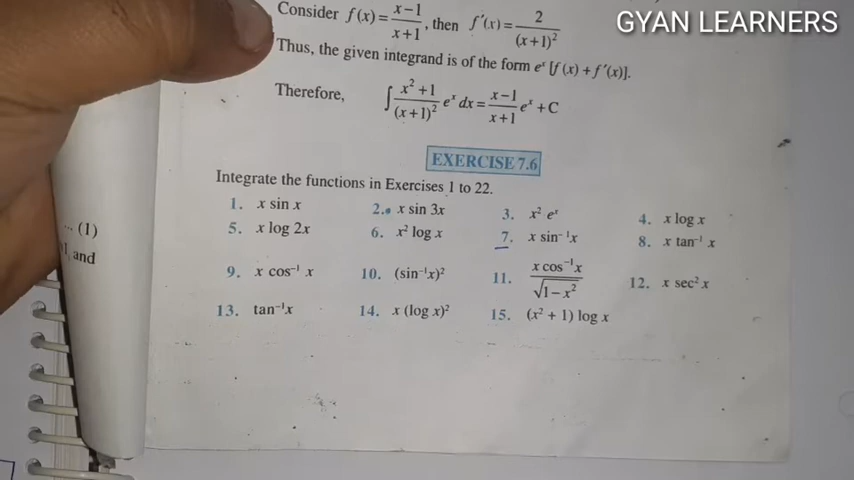 GYAN LEARNERS
Consider f(x) = (x−1)/(x+1), then f′(x) = 2/(x+1)²
Thus, the given integrand is of the form eˣ [f(x) + f′(x)].
Therefore, ∫ (x²+1)/(x+1)² eˣ dx = (x−1)/(x+1) eˣ + C
EXERCISE 7.6
Integrate the functions in Exercises 1 to 22.
1. x sin x 2. x sin 3x 3. x² eˣ 4. x log x
5. x log 2x 6. x² log x 7. x sin⁻¹x 8. x tan⁻¹ x
9. x cos⁻¹ x 10. (sin⁻¹x)² 11. x cos⁻¹x/√(1−x²) 12. x sec² x
13. tan⁻¹x 14. x (log x)² 15. (x² + 1) log x
... (1)
and